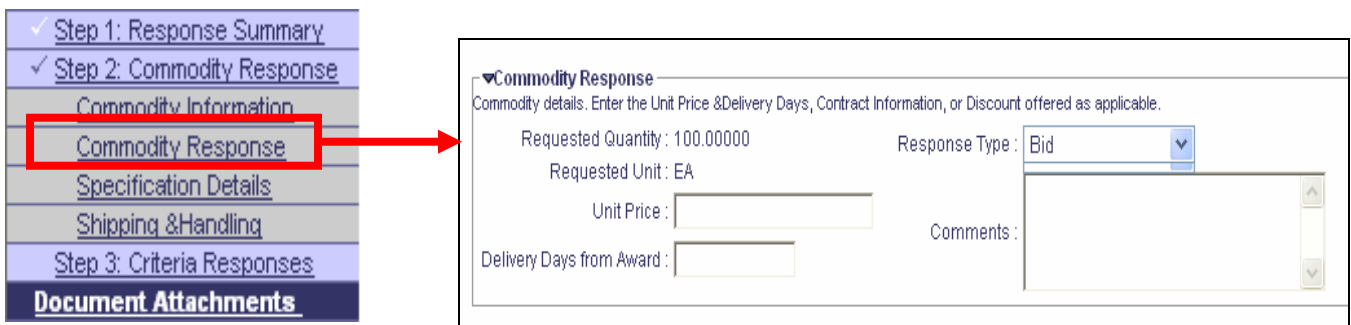 Step 1: Response Summary
Step 2: Commodity Response
Commodity Information
Commodity Response
Specification Details
Shipping &Handling
Step 3: Criteria Responses
Document Attachments
Commodity Response
Commodity details. Enter the Unit Price &Delivery Days, Contract Information, or Discount offered as applicable.
Requested Quantity : 100.00000
Response Type : Bid
Requested Unit : EA
Unit Price :
Comments :
Delivery Days from Award :